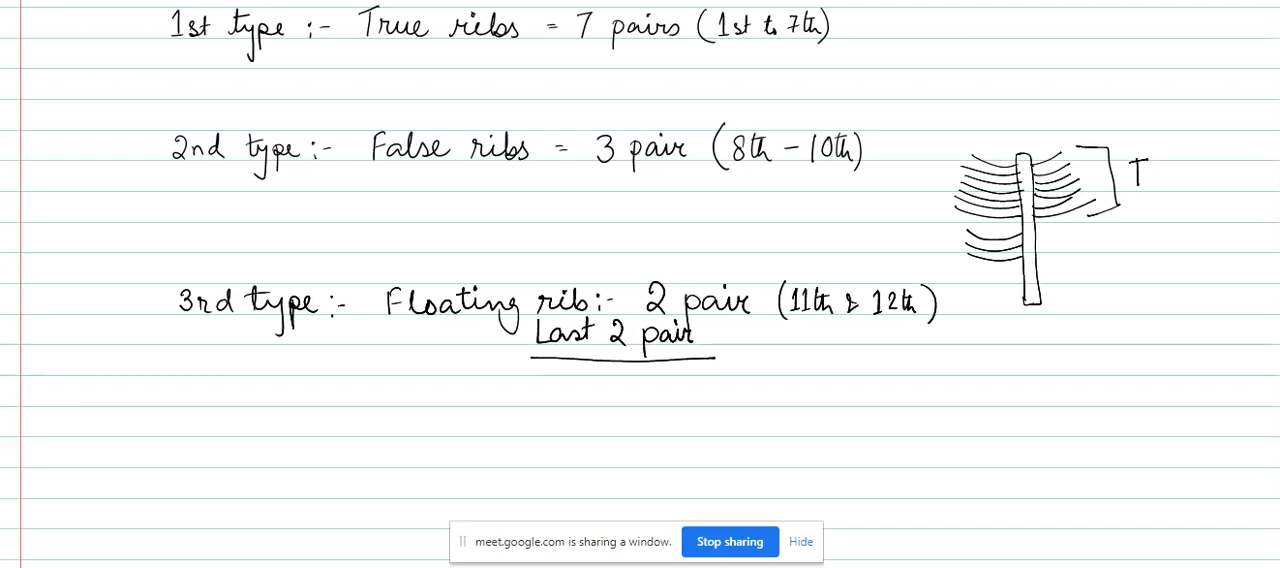 1st type :- True ribs = 7 pairs (1st to 7th)
2nd type :- False ribs = 3 pair (8th - 10th)
T
3rd type :- Floating rib :- 2 pair (11th & 12th)
Last 2 pair
meet.google.com is sharing a window. Stop sharing Hide